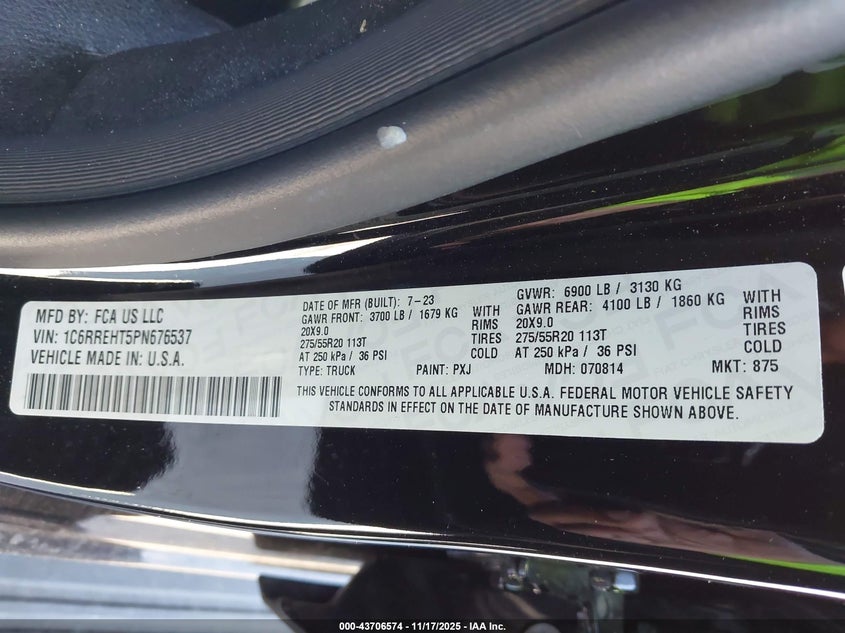 MFD BY: FCA US LLC
VIN: 1C6RREHT5PN676537
VEHICLE MADE IN: U.S.A.
DATE OF MFR (BUILT): 7-23
GAWR FRONT: 3700 LB / 1679 KG WITH
20X9.0 RIMS
275/55R20 113T TIRES
AT 250 kPa / 36 PSI COLD
TYPE: TRUCK PAINT: PXJ MDH: 070814 MKT: 875
GVWR: 6900 LB / 3130 KG
GAWR REAR: 4100 LB / 1860 KG WITH
20X9.0 RIMS
275/55R20 113T TIRES
AT 250 kPa / 36 PSI COLD
THIS VEHICLE CONFORMS TO ALL APPLICABLE U.S.A. FEDERAL MOTOR VEHICLE SAFETY
STANDARDS IN EFFECT ON THE DATE OF MANUFACTURE SHOWN ABOVE.
000-43706574 - 11/17/2025 - IAA Inc.